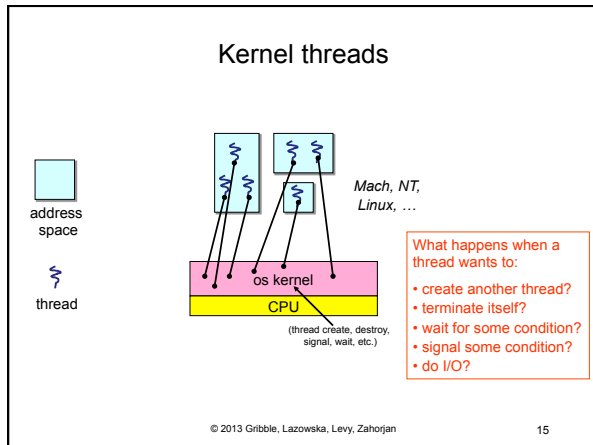 Kernel threads
address
space
thread
Mach, NT,
Linux, …
os kernel
CPU
(thread create, destroy,
signal, wait, etc.)
What happens when a
thread wants to:
• create another thread?
• terminate itself?
• wait for some condition?
• signal some condition?
• do I/O?
© 2013 Gribble, Lazowska, Levy, Zahorjan
15